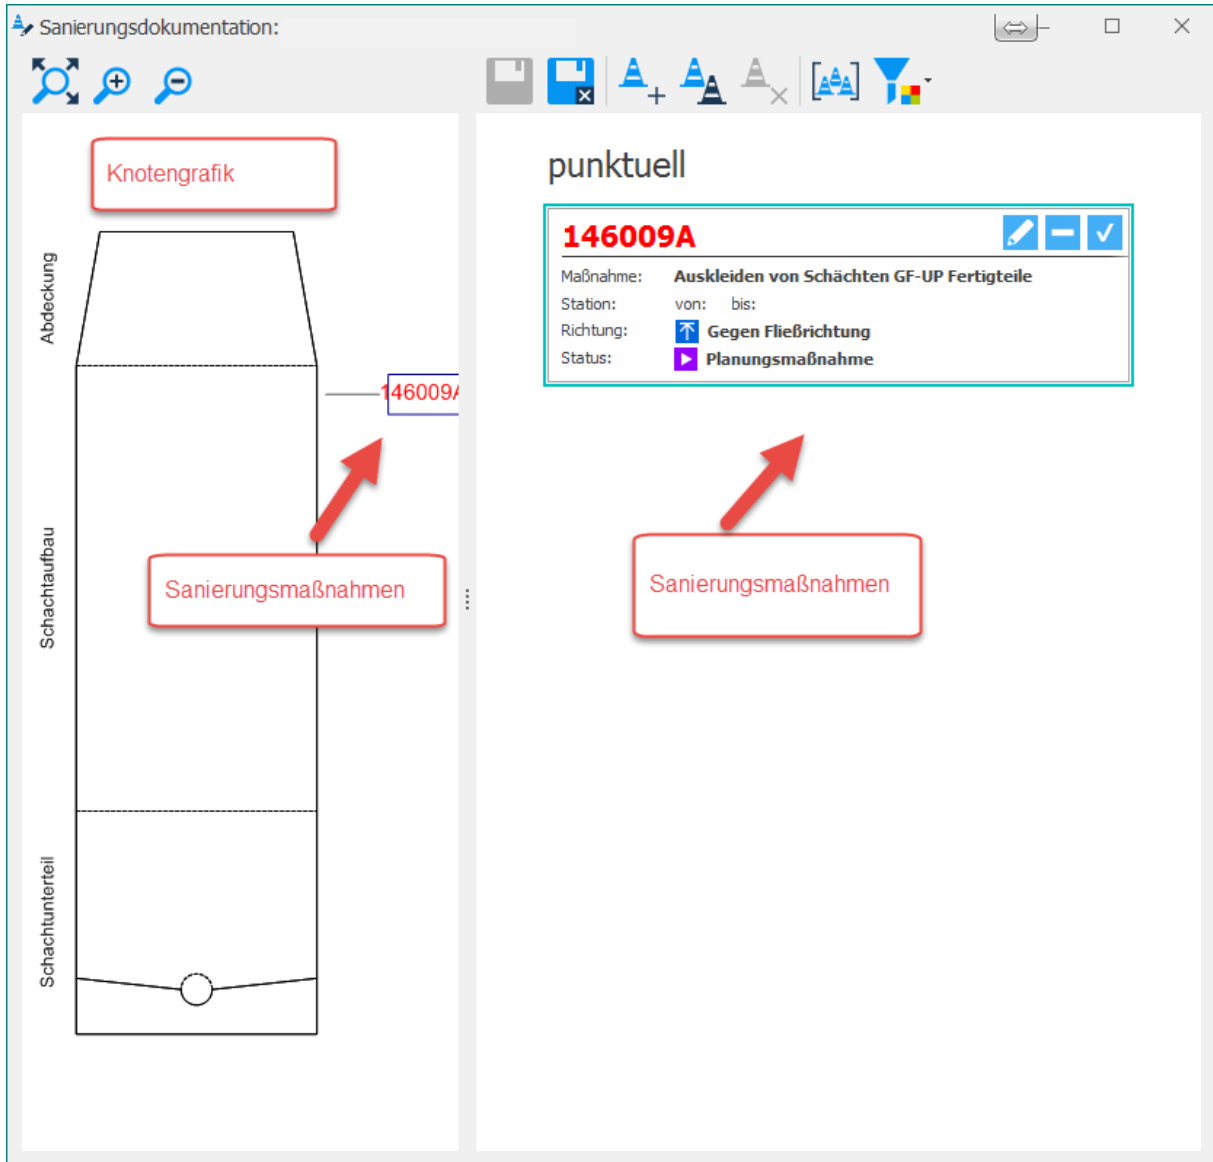 Sanierungsdokumentation:
Knotengrafik
Abdeckung
146009A
Sanierungsmaßnahmen
Schachtaufbau
Schachtunterteil
punktuell
146009A
Maßnahme: Auskleiden von Schächten GF-UP Fertigteile
Station: von: bis:
Richtung: Gegen Fließrichtung
Status: Planungsmaßnahme
Sanierungsmaßnahmen